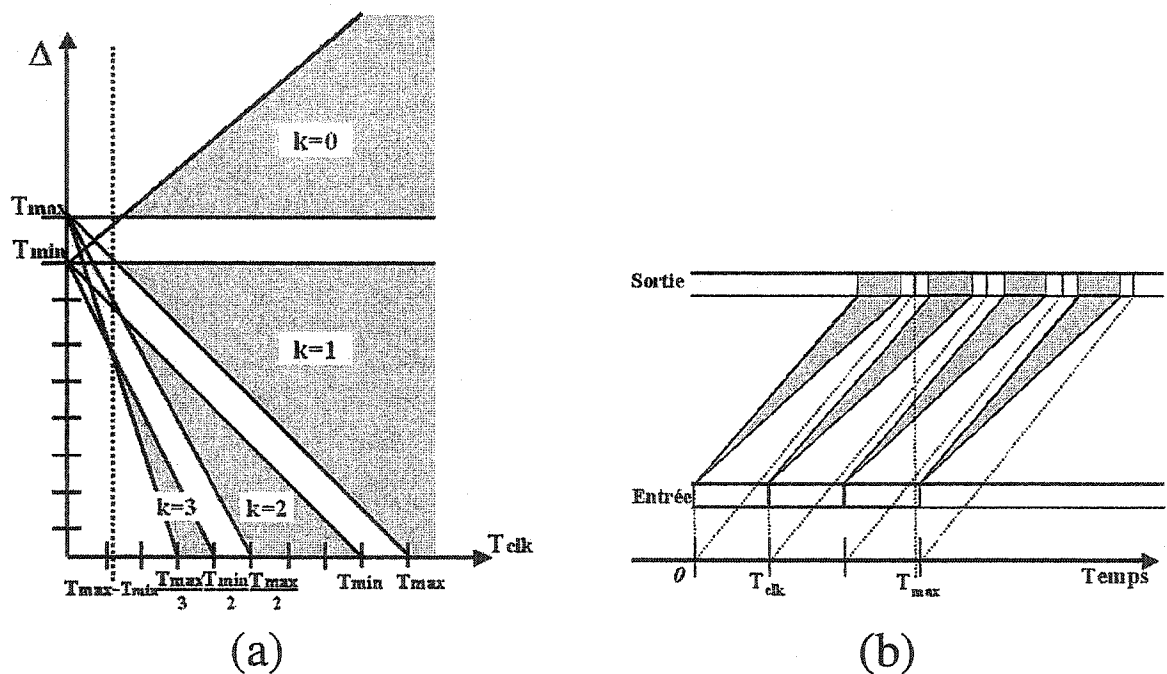 Δ
k=0
Tmax
Tmin
k=1
k=3
k=2
Tclk
Tmax-Tmin
Tmax
3
Tmin
2
Tmax
2
Tmin
Tmax
(a)
Sortie
Entrée
0
Tclk
Tmax
Temps
(b)